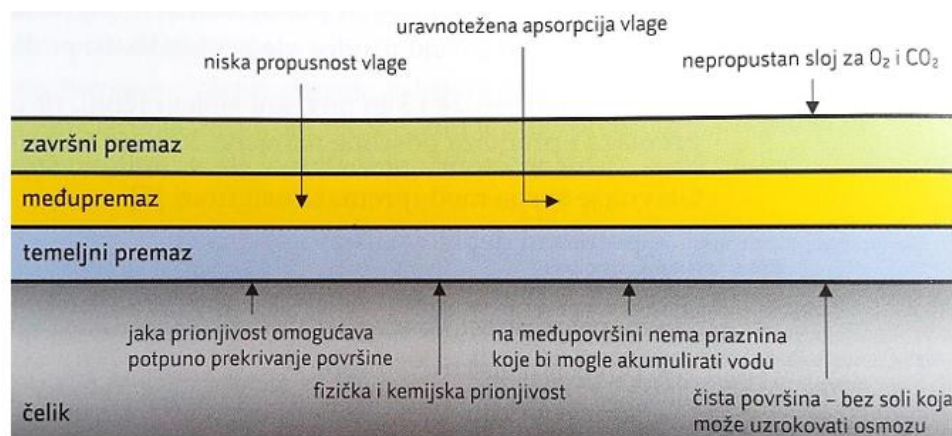 uravnotežena apsorpcija vlage
niska propusnost vlage
nepropustan sloj za O₂ i CO₂
završni premaz
međupremaz
temeljni premaz
jaka prionjivost omogućava
potpuno prekrivanje površine
na međupovršini nema praznina
koje bi mogle akumulirati vodu
fizička i kemijska prionjivost
čista površina – bez soli koja
može uzrokovati osmozu
čelik